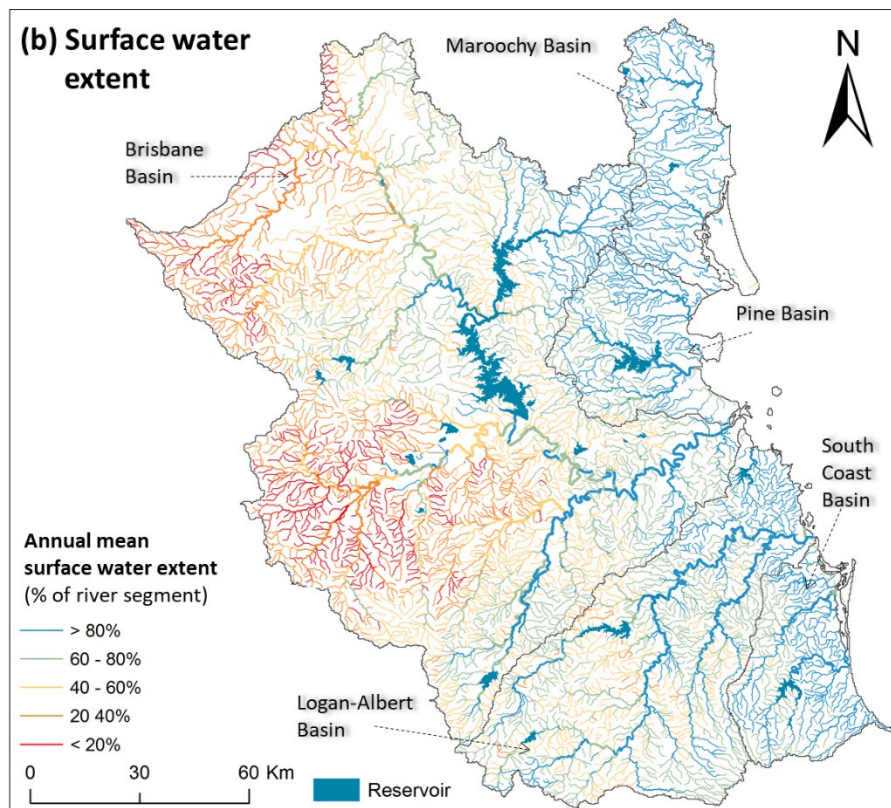 (b) Surface water
extent
Maroochy Basin
N
Brisbane
Basin
Pine Basin
South
Coast
Basin
Annual mean
surface water extent
(% of river segment)
> 80%
60 - 80%
40 - 60%
20 40%
< 20%
Logan-Albert
Basin
0 30 60 Km
Reservoir